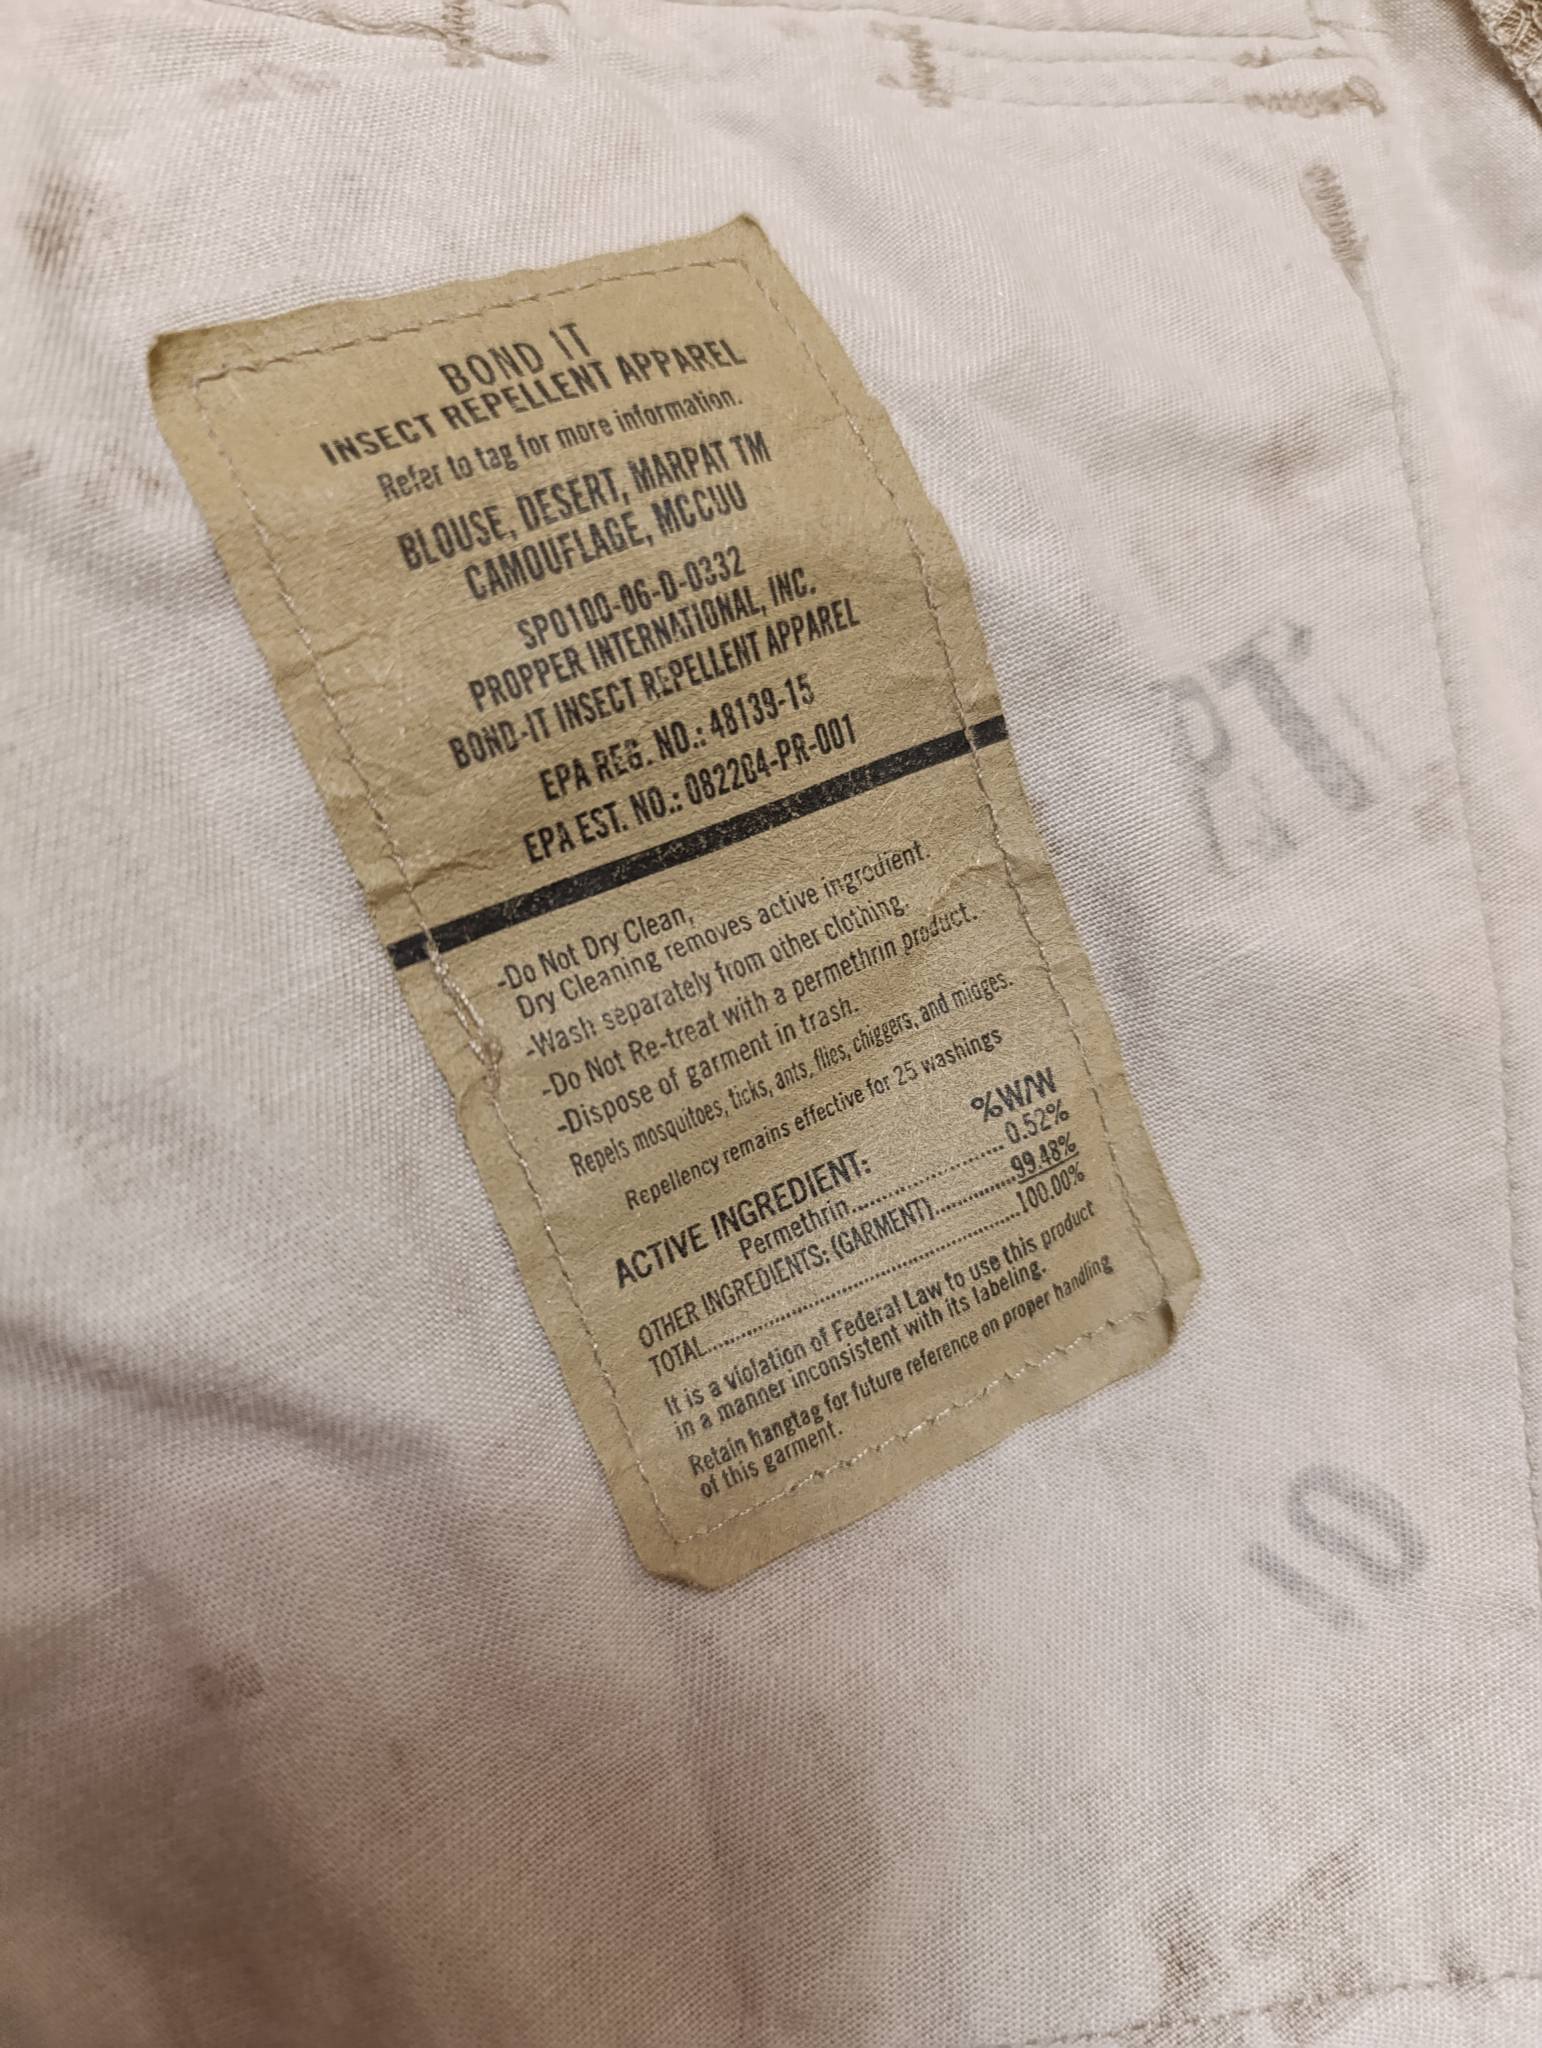 BOND IT
INSECT REPELLENT APPAREL
Refer to tag for more information.
BLOUSE, DESERT, MARPAT TM
CAMOUFLAGE, MCCUU
SPO100-06-D-0332
PROPPER INTERNATIONAL, INC.
BOND-IT INSECT REPELLENT APPAREL
EPA REG. NO.: 48139-15
EPA EST. NO.: 082204-PR-001
-Do Not Dry Clean,
Dry Cleaning removes active ingredient.
-Wash separately from other clothing.
-Do Not Re-treat with a permethrin product.
-Dispose of garment in trash.
Repels mosquitoes, ticks, ants, flies, chiggers, and midges.
Repellency remains effective for 25 washings
%W/W
ACTIVE INGREDIENT:
Permethrin..............................0.52%
OTHER INGREDIENTS: (GARMENT)...............99.48%
TOTAL.............................................100.00%
It is a violation of Federal Law to use this product
in a manner inconsistent with its labeling.
Retain hangtag for future reference on proper handling
of this garment.
10